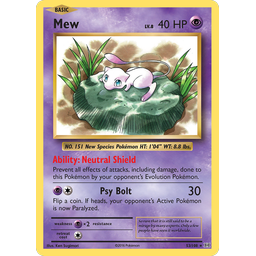 BASIC
Mew LV.8 40 HP
NO. 151 New Species Pokémon HT: 1'04" WT: 8.8 lbs.
Ability: Neutral Shield
Prevent all effects of attacks, including damage, done to
this Pokémon by your opponent's Evolution Pokémon.
Psy Bolt 30
Flip a coin. If heads, your opponent's Active Pokémon
is now Paralyzed.
weakness ×2 resistance
retreat
cost